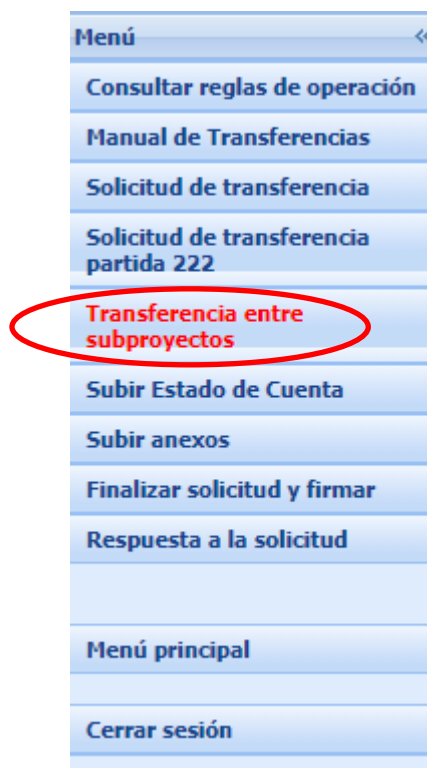 Menú «
Consultar reglas de operación
Manual de Transferencias
Solicitud de transferencia
Solicitud de transferencia
partida 222
Transferencia entre
subproyectos
Subir Estado de Cuenta
Subir anexos
Finalizar solicitud y firmar
Respuesta a la solicitud
Menú principal
Cerrar sesión